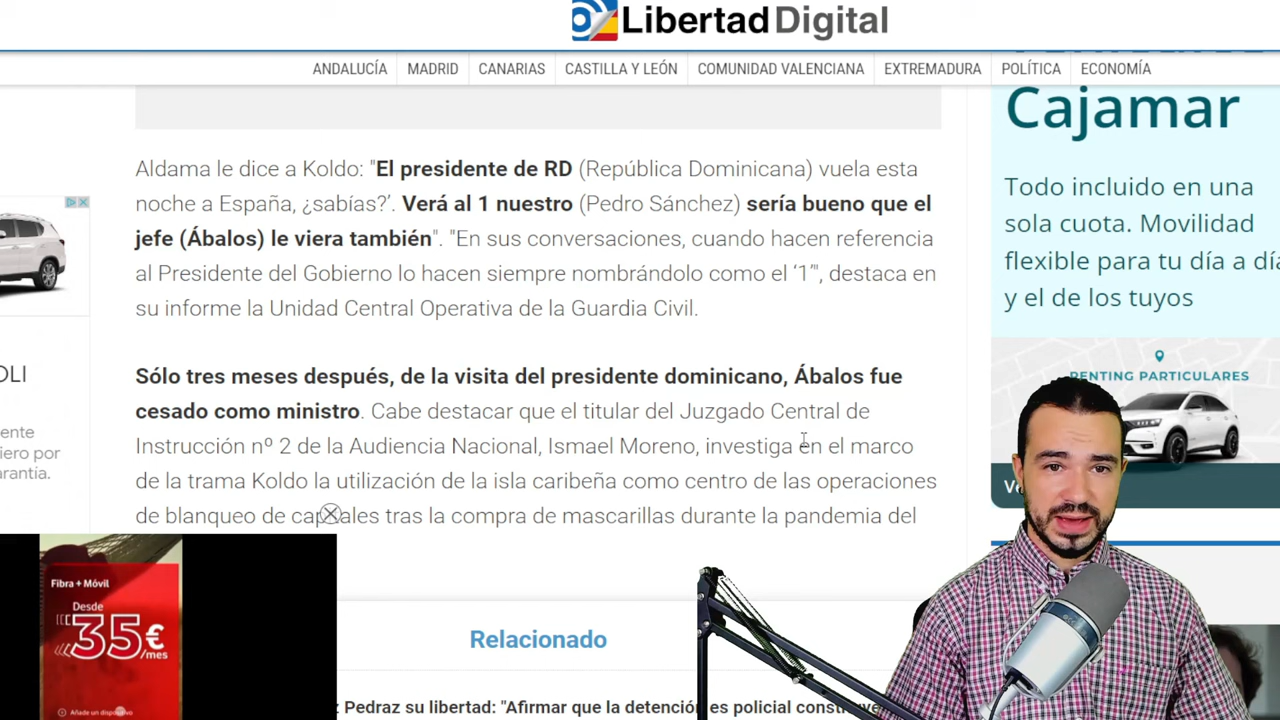 Libertad Digital
ANDALUCÍA MADRID CANARIAS CASTILLA Y LEÓN COMUNIDAD VALENCIANA EXTREMADURA POLÍTICA ECONOMÍA
Cajamar
Todo incluido en una
sola cuota. Movilidad
flexible para tu día a día
y el de los tuyos
RENTING PARTICULARES
Aldama le dice a Koldo: "El presidente de RD (República Dominicana) vuela esta
noche a España, ¿sabías?’. Verá al 1 nuestro (Pedro Sánchez) sería bueno que el
jefe (Ábalos) le viera también". "En sus conversaciones, cuando hacen referencia
al Presidente del Gobierno lo hacen siempre nombrándolo como el ‘1’", destaca en
su informe la Unidad Central Operativa de la Guardia Civil.
Sólo tres meses después, de la visita del presidente dominicano, Ábalos fue
cesado como ministro. Cabe destacar que el titular del Juzgado Central de
Instrucción nº 2 de la Audiencia Nacional, Ismael Moreno, investiga en el marco
de la trama Koldo la utilización de la isla caribeña como centro de las operaciones
de blanqueo de capitales tras la compra de mascarillas durante la pandemia del
OLI
ente
iero por
arantía.
Fibra + Móvil
Desde
35€
/mes
Añade un dispositivo
Relacionado
Pedraz su libertad: "Afirmar que la detención es policial